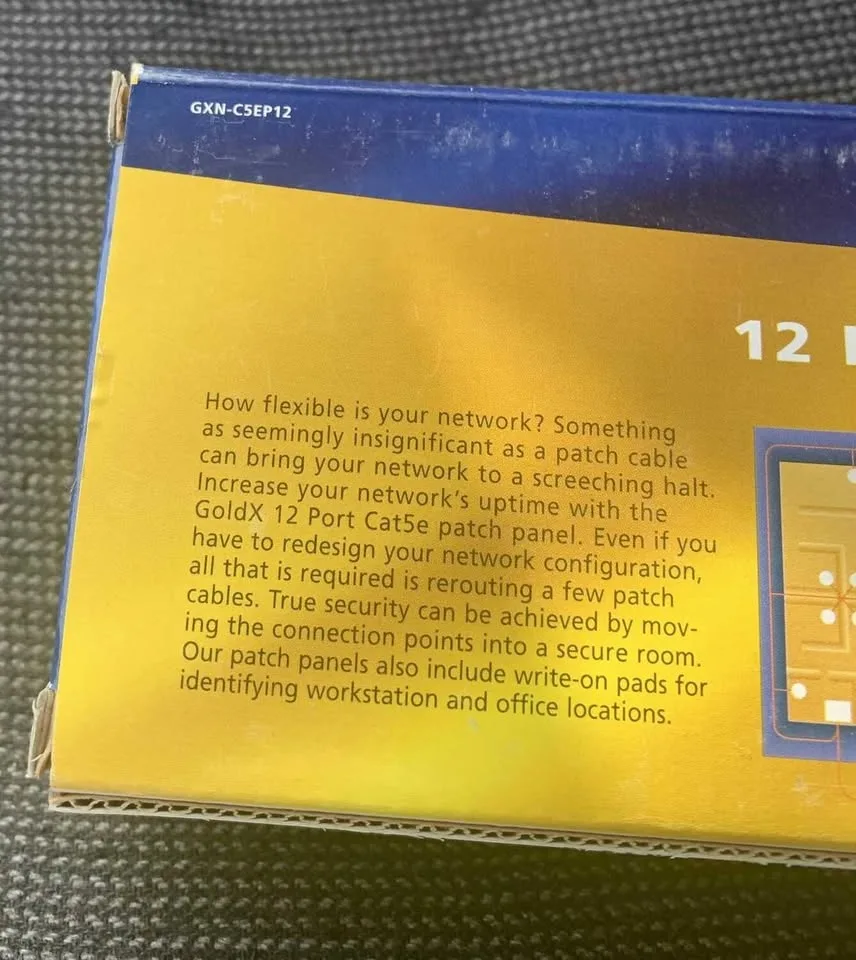 GXN-C5EP12
12
How flexible is your network? Something
as seemingly insignificant as a patch cable
can bring your network to a screeching halt.
Increase your network's uptime with the
GoldX 12 Port Cat5e patch panel. Even if you
have to redesign your network configuration,
all that is required is rerouting a few patch
cables. True security can be achieved by mov-
ing the connection points into a secure room.
Our patch panels also include write-on pads for
identifying workstation and office locations.